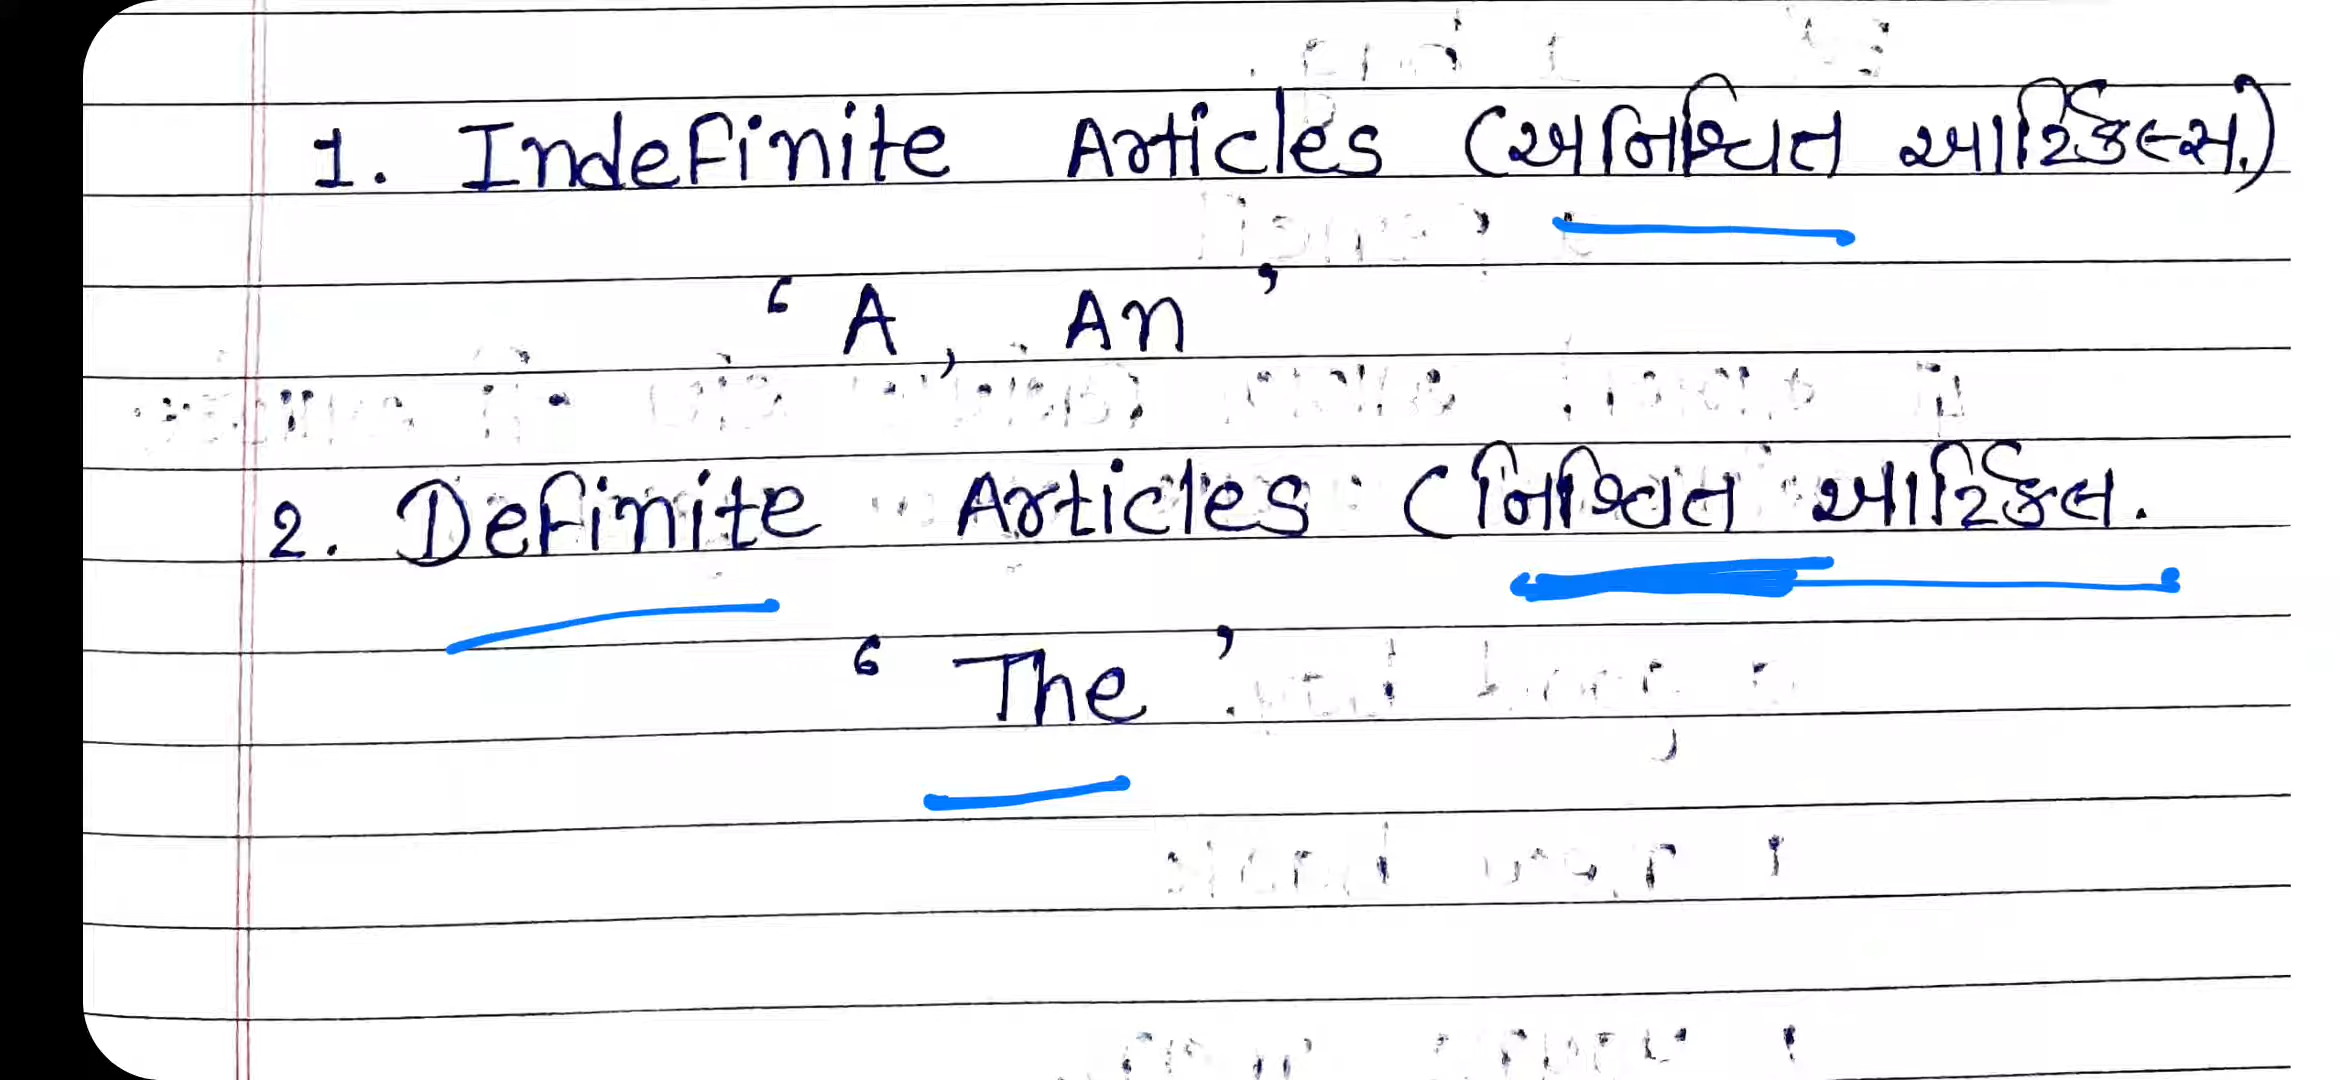 1. Indefinite Articles (અનિશ્ચિત આર્ટિકલ્સ.)
‘ A, An ’
2. Definite Articles (નિશ્ચિત આર્ટિકલ.
‘ The ’